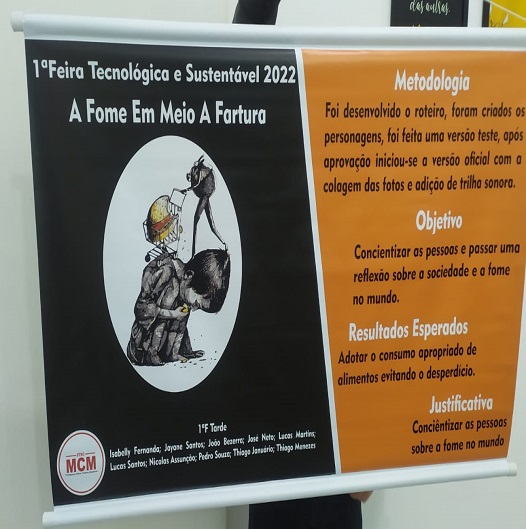 das outras.
1ªFeira Tecnológica e Sustentável 2022
A Fome Em Meio A Fartura
1ºF Tarde
Isabelly Fernanda; Jayane Santos; João Bezerra; José Neto; Lucas Martins;
Lucas Santos; Nicolas Assunção; Pedro Souza; Thiago Januário; Thiago Menezes
MCM
Metodologia
Foi desenvolvido o roteiro, foram criados os
personagens, foi feita uma versão teste, após
aprovação iniciou-se a versão oficial com a
colagem das fotos e adição de trilha sonora.
Objetivo
Concientizar as pessoas e passar uma
reflexão sobre a sociedade e a fome
no mundo.
Resultados Esperados
Adotar o consumo apropriado de
alimentos evitando o desperdício.
Justificativa
Concientizar as pessoas
sobre a fome no mundo